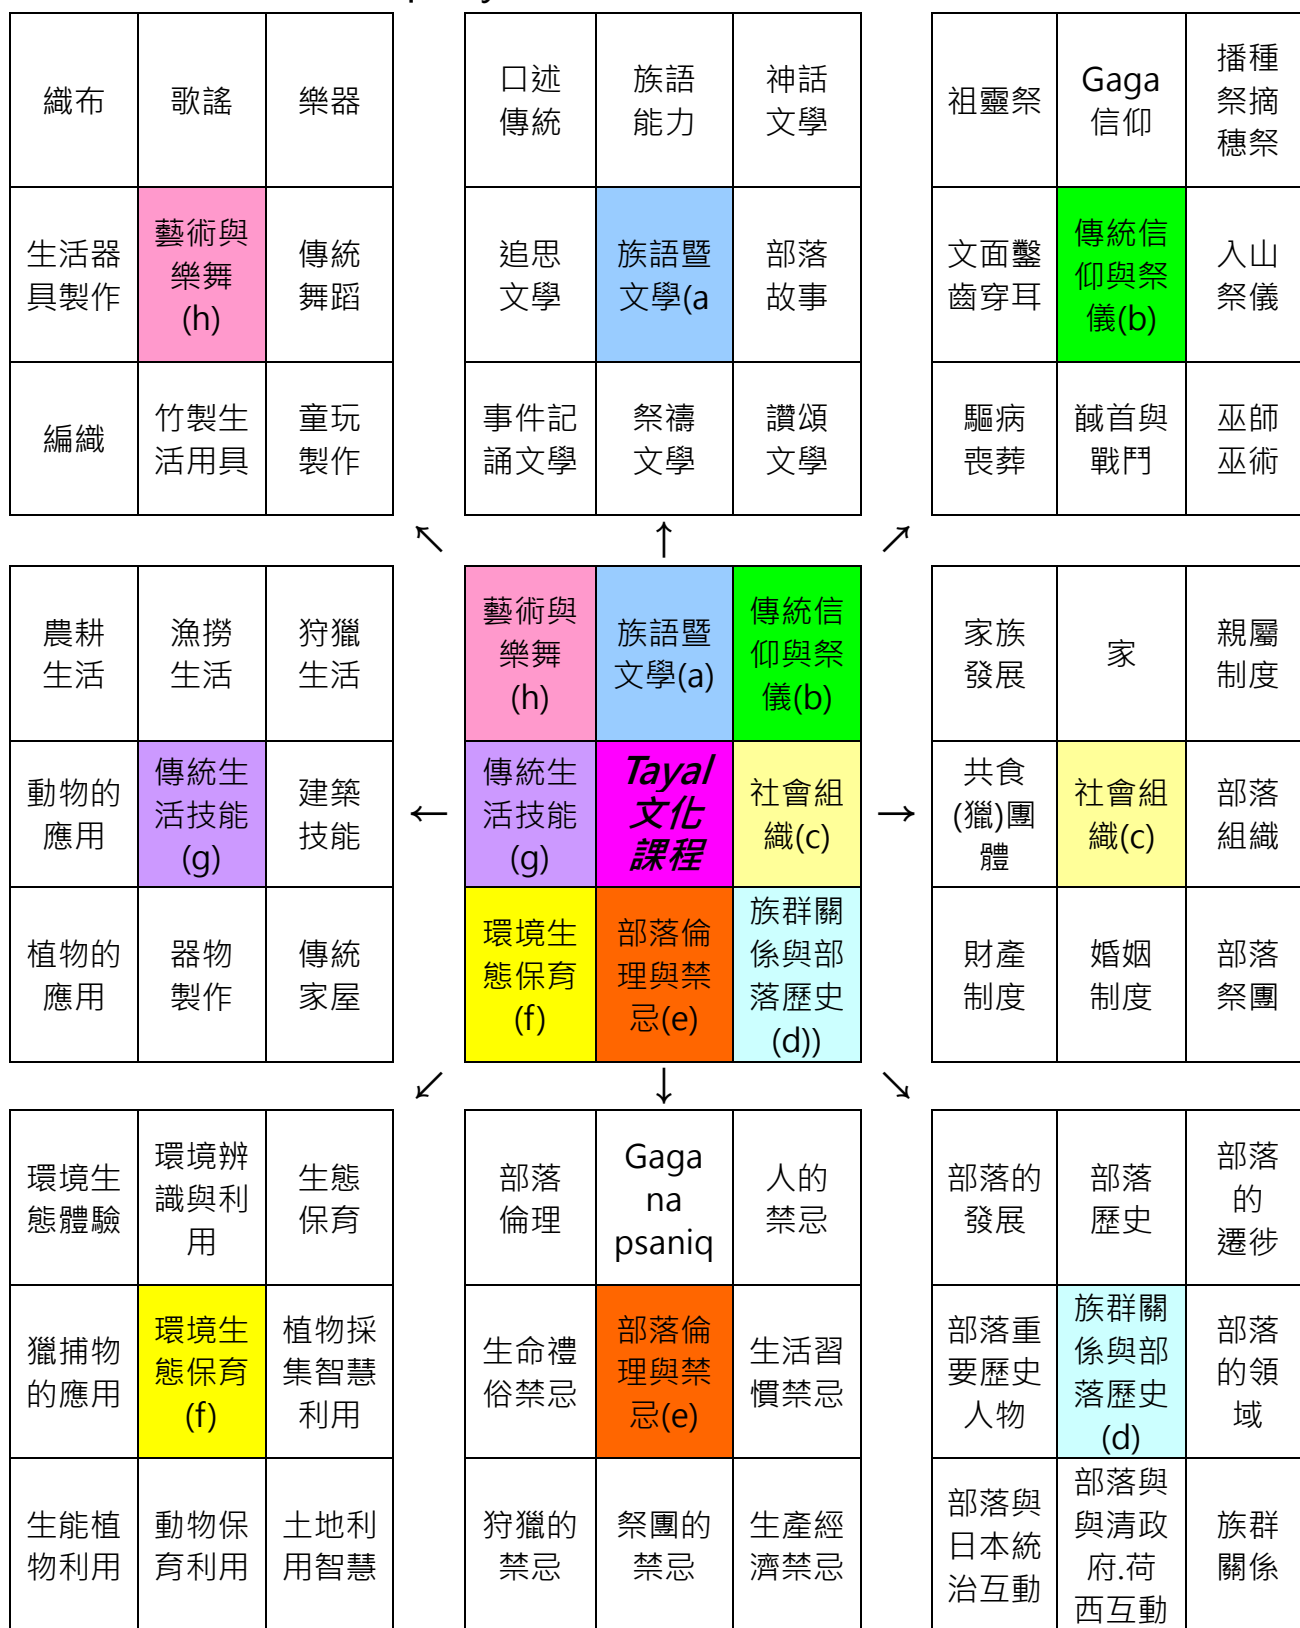 織布
歌謠
樂器
生活器
具製作
藝術與
樂舞
(h)
傳統
舞蹈
編織
竹製生
活用具
童玩
製作
口述
傳統
族語
能力
神話
文學
追思
文學
族語暨
文學(a
部落
故事
事件記
誦文學
祭禱
文學
讚頌
文學
祖靈祭
Gaga
信仰
播種
祭摘
穗祭
文面鑿
齒穿耳
傳統信
仰與祭
儀(b)
入山
祭儀
驅病
喪葬
馘首與
戰鬥
巫師
巫術
↖
↑
↗
農耕
生活
漁撈
生活
狩獵
生活
動物的
應用
傳統生
活技能
(g)
建築
技能
植物的
應用
器物
製作
傳統
家屋
←
藝術與
樂舞
(h)
族語暨
文學(a)
傳統信
仰與祭
儀(b)
傳統生
活技能
(g)
Tayal
文化
課程
社會組
織(c)
環境生
態保育
(f)
部落倫
理與禁
忌(e)
族群關
係與部
落歷史
(d))
→
家族
發展
家
親屬
制度
共食
(獵)團
體
社會組
織(c)
部落
組織
財產
制度
婚姻
制度
部落
祭團
↙
↓
↘
環境生
態體驗
環境辨
識與利
用
生態
保育
獵捕物
的應用
環境生
態保育
(f)
植物採
集智慧
利用
生能植
物利用
動物保
育利用
土地利
用智慧
部落
倫理
Gaga
na
psaniq
人的
禁忌
生命禮
俗禁忌
部落倫
理與禁
忌(e)
生活習
慣禁忌
狩獵的
禁忌
祭團的
禁忌
生產經
濟禁忌
部落的
發展
部落
歷史
部落
的
遷徙
部落重
要歷史
人物
族群關
係與部
落歷史
(d)
部落
的領
域
部落與
日本統
治互動
部落與
與清政
府.荷
西互動
族群
關係